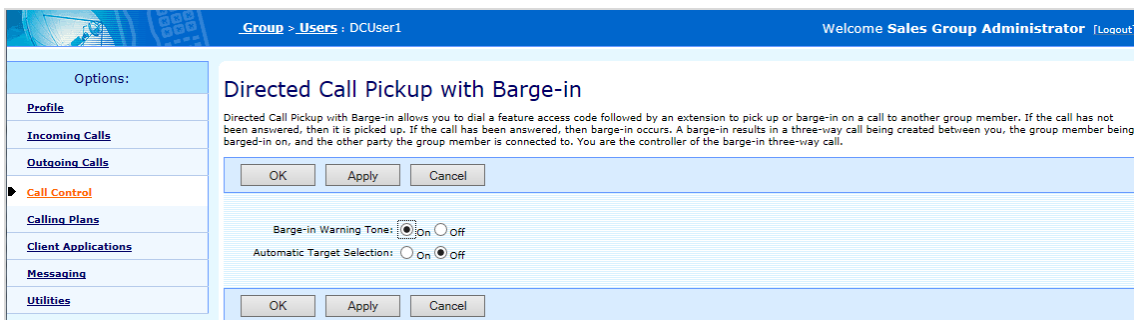 Group > Users : DCUser1
Welcome Sales Group Administrator [Logout]
Options:
Profile
Incoming Calls
Outgoing Calls
Call Control
Calling Plans
Client Applications
Messaging
Utilities
Directed Call Pickup with Barge-in
Directed Call Pickup with Barge-in allows you to dial a feature access code followed by an extension to pick up or barge-in on a call to another group member. If the call has not
been answered, then it is picked up. If the call has been answered, then barge-in occurs. A barge-in results in a three-way call being created between you, the group member being
barged-in on, and the other party the group member is connected to. You are the controller of the barge-in three-way call.
OK Apply Cancel
Barge-in Warning Tone: On Off
Automatic Target Selection: On Off
OK Apply Cancel